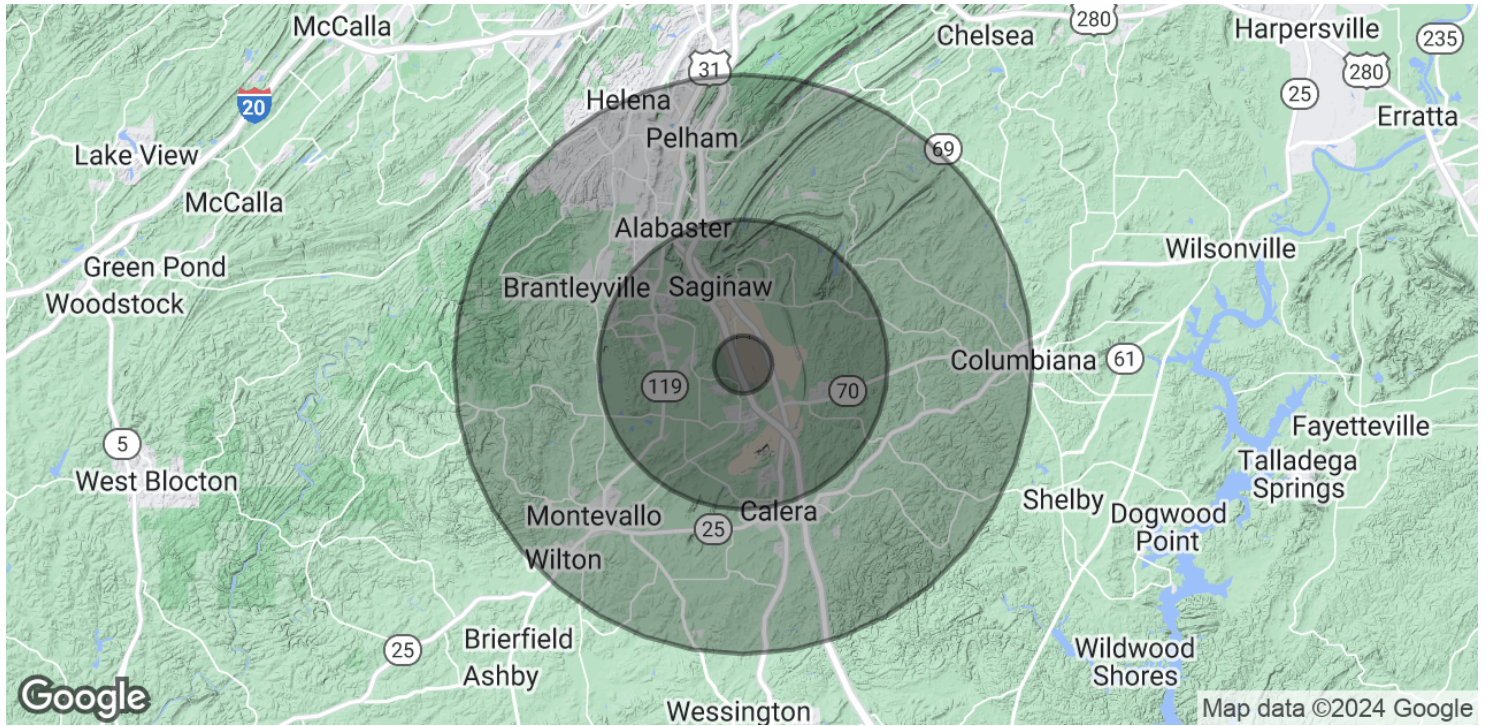 McCalla
280
Chelsea
Harpersville
235
31
280
20
25
Helena
Erratta
Pelham
69
Lake View
McCalla
Alabaster
Wilsonville
Green Pond
Brantleyville
Saginaw
Woodstock
Columbiana
61
119
70
Fayetteville
5
Talladega
Springs
West Blocton
Shelby
Dogwood
Point
Montevallo
Calera
25
Wilton
Brierfield
25
Wildwood
Shores
Ashby
Google
Wessington
Map data ©2024 Google